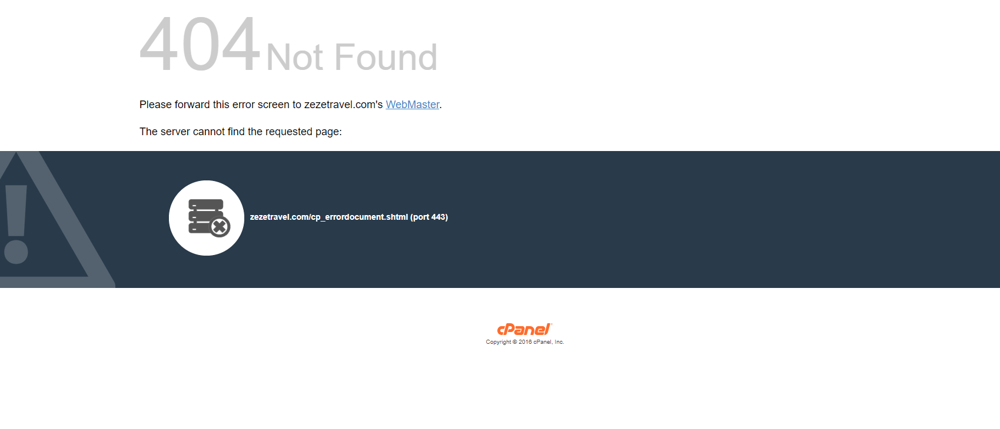 404 Not Found
Please forward this error screen to zezetravel.com's WebMaster.
The server cannot find the requested page:
zezetravel.com/cp_errordocument.shtml (port 443)
cPanel®
Copyright © 2016 cPanel, Inc.